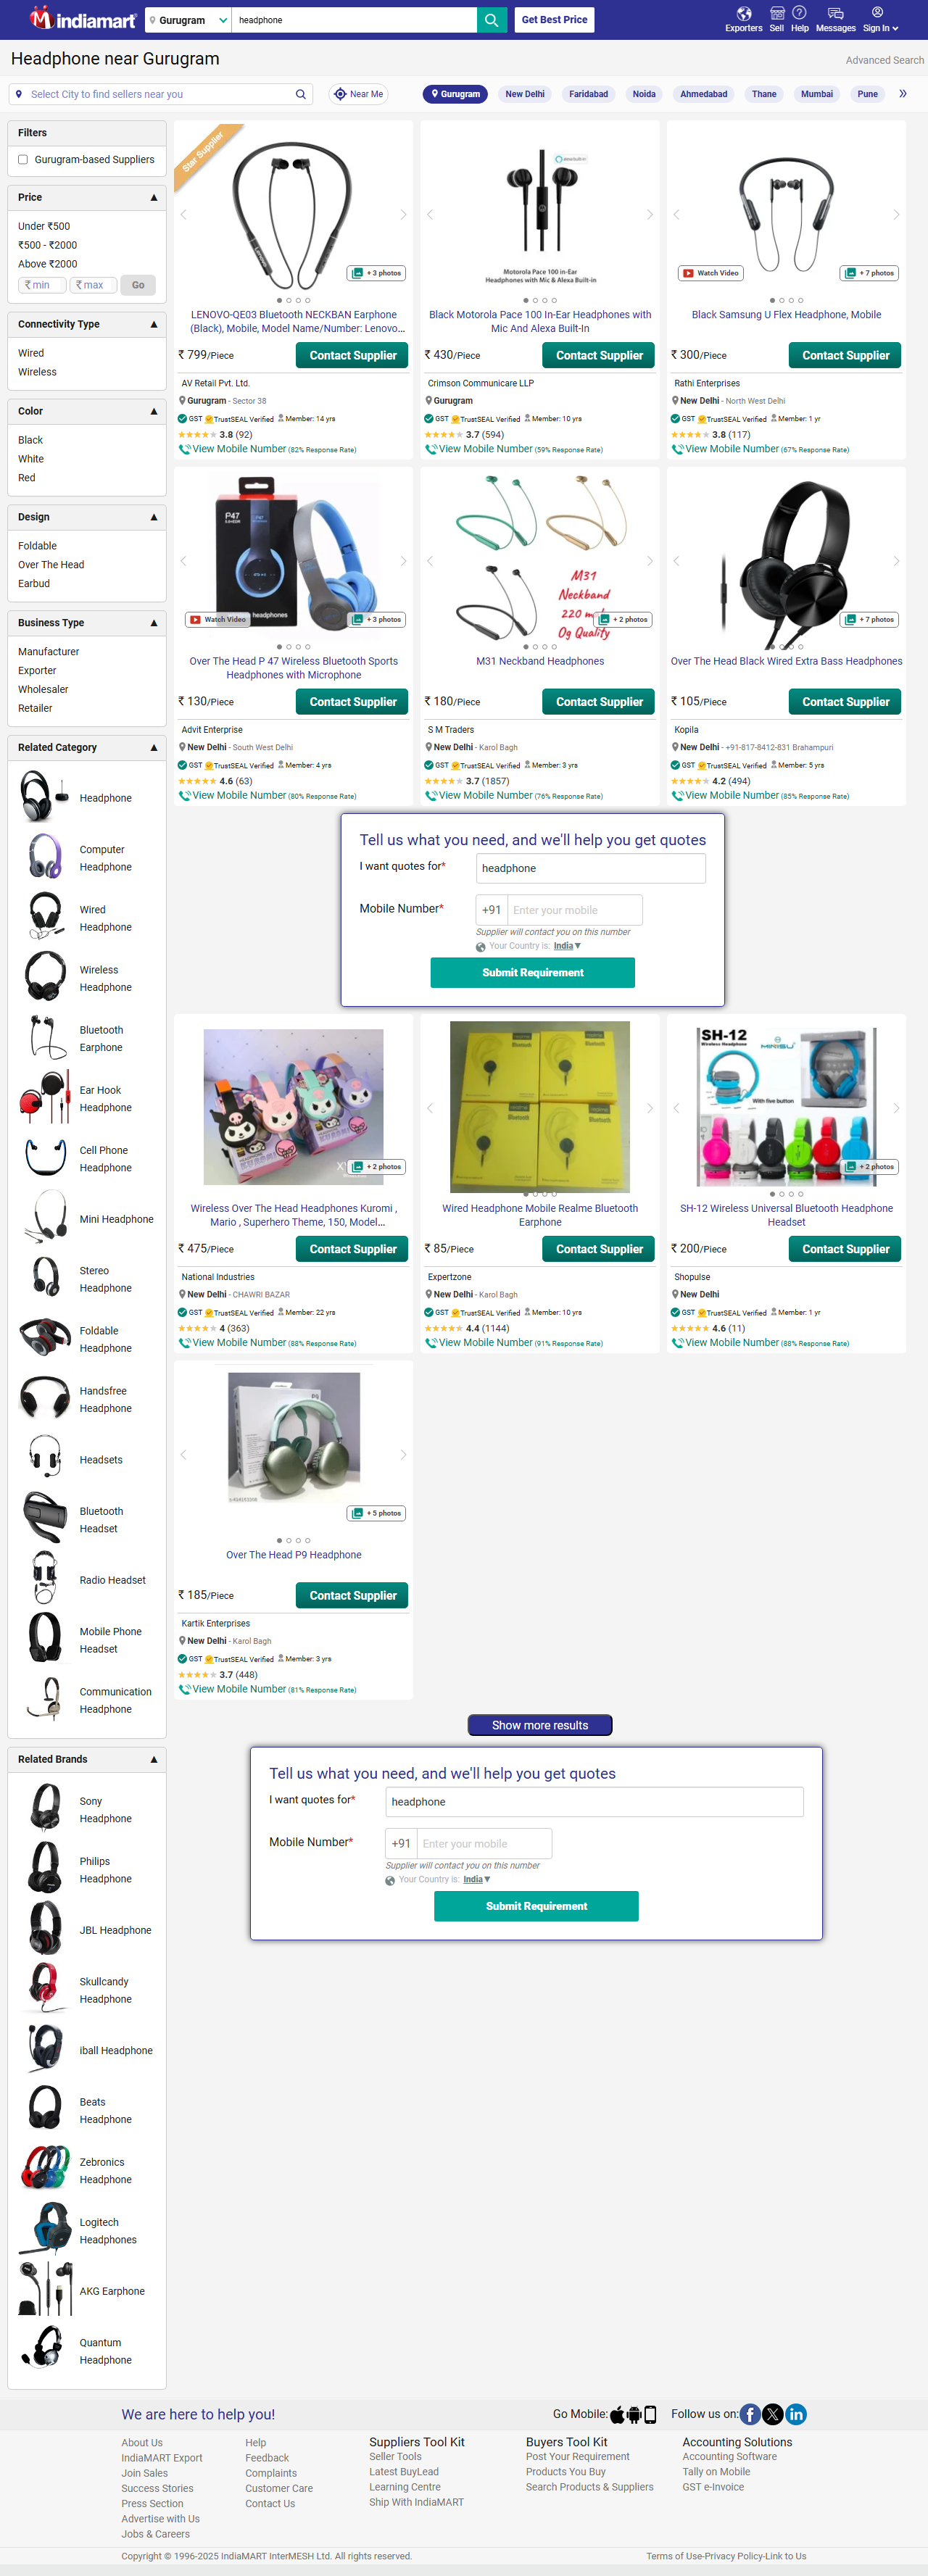 indiamart
Gurugram
headphone
Get Best Price
Exporters
Sell
Help
Messages
Sign In
Headphone near Gurugram
Advanced Search
Select City to find sellers near you
Near Me
Gurugram
New Delhi
Faridabad
Noida
Ahmedabad
Thane
Mumbai
Pune
»
Filters
Gurugram-based Suppliers
Price
Under ₹500
₹500 - ₹2000
Above ₹2000
₹ min
₹ max
Go
Connectivity Type
Wired
Wireless
Color
Black
White
Red
Design
Foldable
Over The Head
Earbud
Business Type
Manufacturer
Exporter
Wholesaler
Retailer
Related Category
Headphone
Computer
Headphone
Wired
Headphone
Wireless
Headphone
Bluetooth
Earphone
Ear Hook
Headphone
Cell Phone
Headphone
Mini Headphone
Stereo
Headphone
Foldable
Headphone
Handsfree
Headphone
Headsets
Bluetooth
Headset
Radio Headset
Mobile Phone
Headset
Communication
Headphone
Related Brands
Sony
Headphone
Philips
Headphone
JBL Headphone
Skullcandy
Headphone
iball Headphone
Beats
Headphone
Zebronics
Headphone
Logitech
Headphones
AKG Earphone
Quantum
Headphone
Star Supplier
+ 3 photos
LENOVO-QE03 Bluetooth NECKBAN Earphone
(Black), Mobile, Model Name/Number: Lenovo...
₹ 799/Piece
Contact Supplier
AV Retail Pvt. Ltd.
Gurugram - Sector 38
GST TrustSEAL Verified Member: 14 yrs
3.8 (92)
View Mobile Number (82% Response Rate)
Motorola Pace 100 in-Ear
Headphones with Mic & Alexa Built-in
Black Motorola Pace 100 In-Ear Headphones with
Mic And Alexa Built-In
₹ 430/Piece
Contact Supplier
Crimson Communicare LLP
Gurugram
GST TrustSEAL Verified Member: 10 yrs
3.7 (594)
View Mobile Number (59% Response Rate)
Watch Video
+ 7 photos
Black Samsung U Flex Headphone, Mobile
₹ 300/Piece
Contact Supplier
Rathi Enterprises
New Delhi - North West Delhi
GST TrustSEAL Verified Member: 1 yr
3.8 (117)
View Mobile Number (67% Response Rate)
P47
headphones
Watch Video
+ 3 photos
Over The Head P 47 Wireless Bluetooth Sports
Headphones with Microphone
₹ 130/Piece
Contact Supplier
Advit Enterprise
New Delhi - South West Delhi
GST TrustSEAL Verified Member: 4 yrs
4.6 (63)
View Mobile Number (80% Response Rate)
M31
Neckband
220 m
Og Quality
+ 2 photos
M31 Neckband Headphones
₹ 180/Piece
Contact Supplier
S M Traders
New Delhi - Karol Bagh
GST TrustSEAL Verified Member: 3 yrs
3.7 (1857)
View Mobile Number (76% Response Rate)
+ 7 photos
Over The Head Black Wired Extra Bass Headphones
₹ 105/Piece
Contact Supplier
Kopila
New Delhi - +91-817-8412-831 Brahampuri
GST TrustSEAL Verified Member: 5 yrs
4.2 (494)
View Mobile Number (85% Response Rate)
Tell us what you need, and we'll help you get quotes
I want quotes for*
headphone
Mobile Number*
+91
Enter your mobile
Supplier will contact you on this number
Your Country is: India
Submit Requirement
+ 2 photos
Wireless Over The Head Headphones Kuromi ,
Mario , Superhero Theme, 150, Model...
₹ 475/Piece
Contact Supplier
National Industries
New Delhi - CHAWRI BAZAR
GST TrustSEAL Verified Member: 22 yrs
4 (363)
View Mobile Number (88% Response Rate)
Wired Headphone Mobile Realme Bluetooth
Earphone
₹ 85/Piece
Contact Supplier
Expertzone
New Delhi - Karol Bagh
GST TrustSEAL Verified Member: 10 yrs
4.4 (1144)
View Mobile Number (91% Response Rate)
SH-12
Wireless Headphone
With five button
+ 2 photos
SH-12 Wireless Universal Bluetooth Headphone
Headset
₹ 200/Piece
Contact Supplier
Shopulse
New Delhi
GST TrustSEAL Verified Member: 1 yr
4.6 (11)
View Mobile Number (88% Response Rate)
P9
+ 5 photos
Over The Head P9 Headphone
₹ 185/Piece
Contact Supplier
Kartik Enterprises
New Delhi - Karol Bagh
GST TrustSEAL Verified Member: 3 yrs
3.7 (448)
View Mobile Number (81% Response Rate)
Show more results
Tell us what you need, and we'll help you get quotes
I want quotes for*
headphone
Mobile Number*
+91
Enter your mobile
Supplier will contact you on this number
Your Country is: India
Submit Requirement
We are here to help you!
Go Mobile:
Follow us on:
About Us
IndiaMART Export
Join Sales
Success Stories
Press Section
Advertise with Us
Jobs & Careers
Help
Feedback
Complaints
Customer Care
Contact Us
Suppliers Tool Kit
Seller Tools
Latest BuyLead
Learning Centre
Ship With IndiaMART
Buyers Tool Kit
Post Your Requirement
Products You Buy
Search Products & Suppliers
Accounting Solutions
Accounting Software
Tally on Mobile
GST e-Invoice
Copyright © 1996-2025 IndiaMART InterMESH Ltd. All rights reserved.
Terms of Use-Privacy Policy-Link to Us